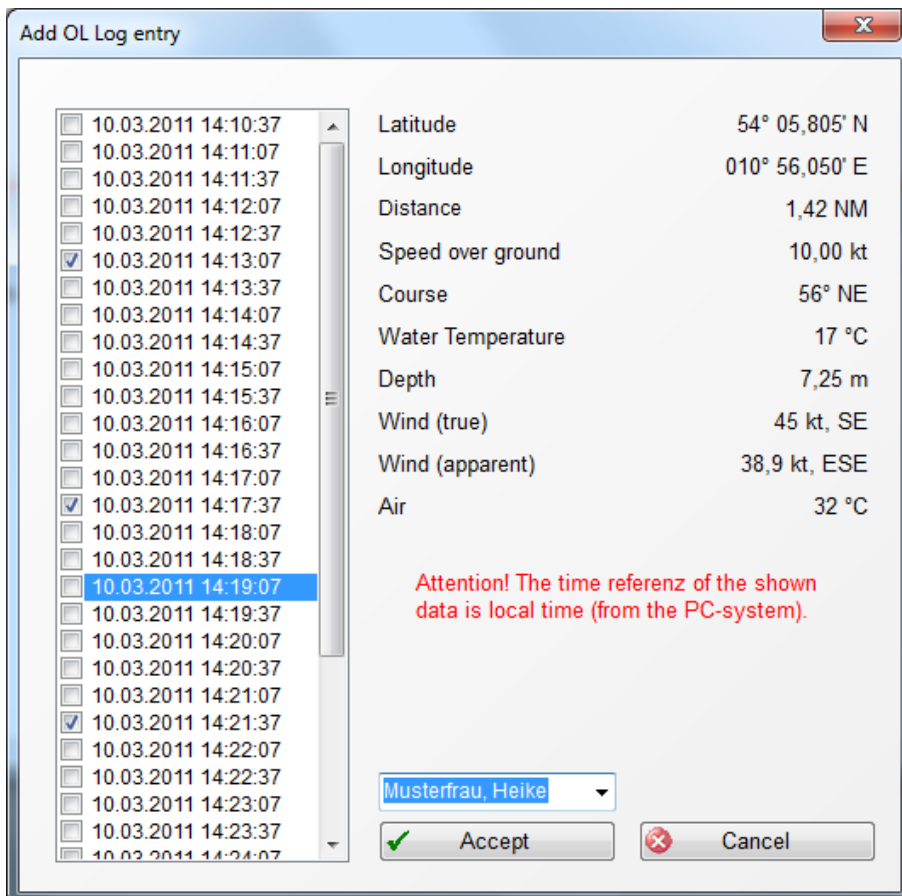 Add OL Log entry
10.03.2011 14:10:37
10.03.2011 14:11:07
10.03.2011 14:11:37
10.03.2011 14:12:07
10.03.2011 14:12:37
10.03.2011 14:13:07
10.03.2011 14:13:37
10.03.2011 14:14:07
10.03.2011 14:14:37
10.03.2011 14:15:07
10.03.2011 14:15:37
10.03.2011 14:16:07
10.03.2011 14:16:37
10.03.2011 14:17:07
10.03.2011 14:17:37
10.03.2011 14:18:07
10.03.2011 14:18:37
10.03.2011 14:19:07
10.03.2011 14:19:37
10.03.2011 14:20:07
10.03.2011 14:20:37
10.03.2011 14:21:07
10.03.2011 14:21:37
10.03.2011 14:22:07
10.03.2011 14:22:37
10.03.2011 14:23:07
10.03.2011 14:23:37
10.03.2011 14:24:07
Latitude 54° 05,805' N
Longitude 010° 56,050' E
Distance 1,42 NM
Speed over ground 10,00 kt
Course 56° NE
Water Temperature 17 °C
Depth 7,25 m
Wind (true) 45 kt, SE
Wind (apparent) 38,9 kt, ESE
Air 32 °C
Attention! The time referenz of the shown
data is local time (from the PC-system).
Musterfrau, Heike
Accept Cancel